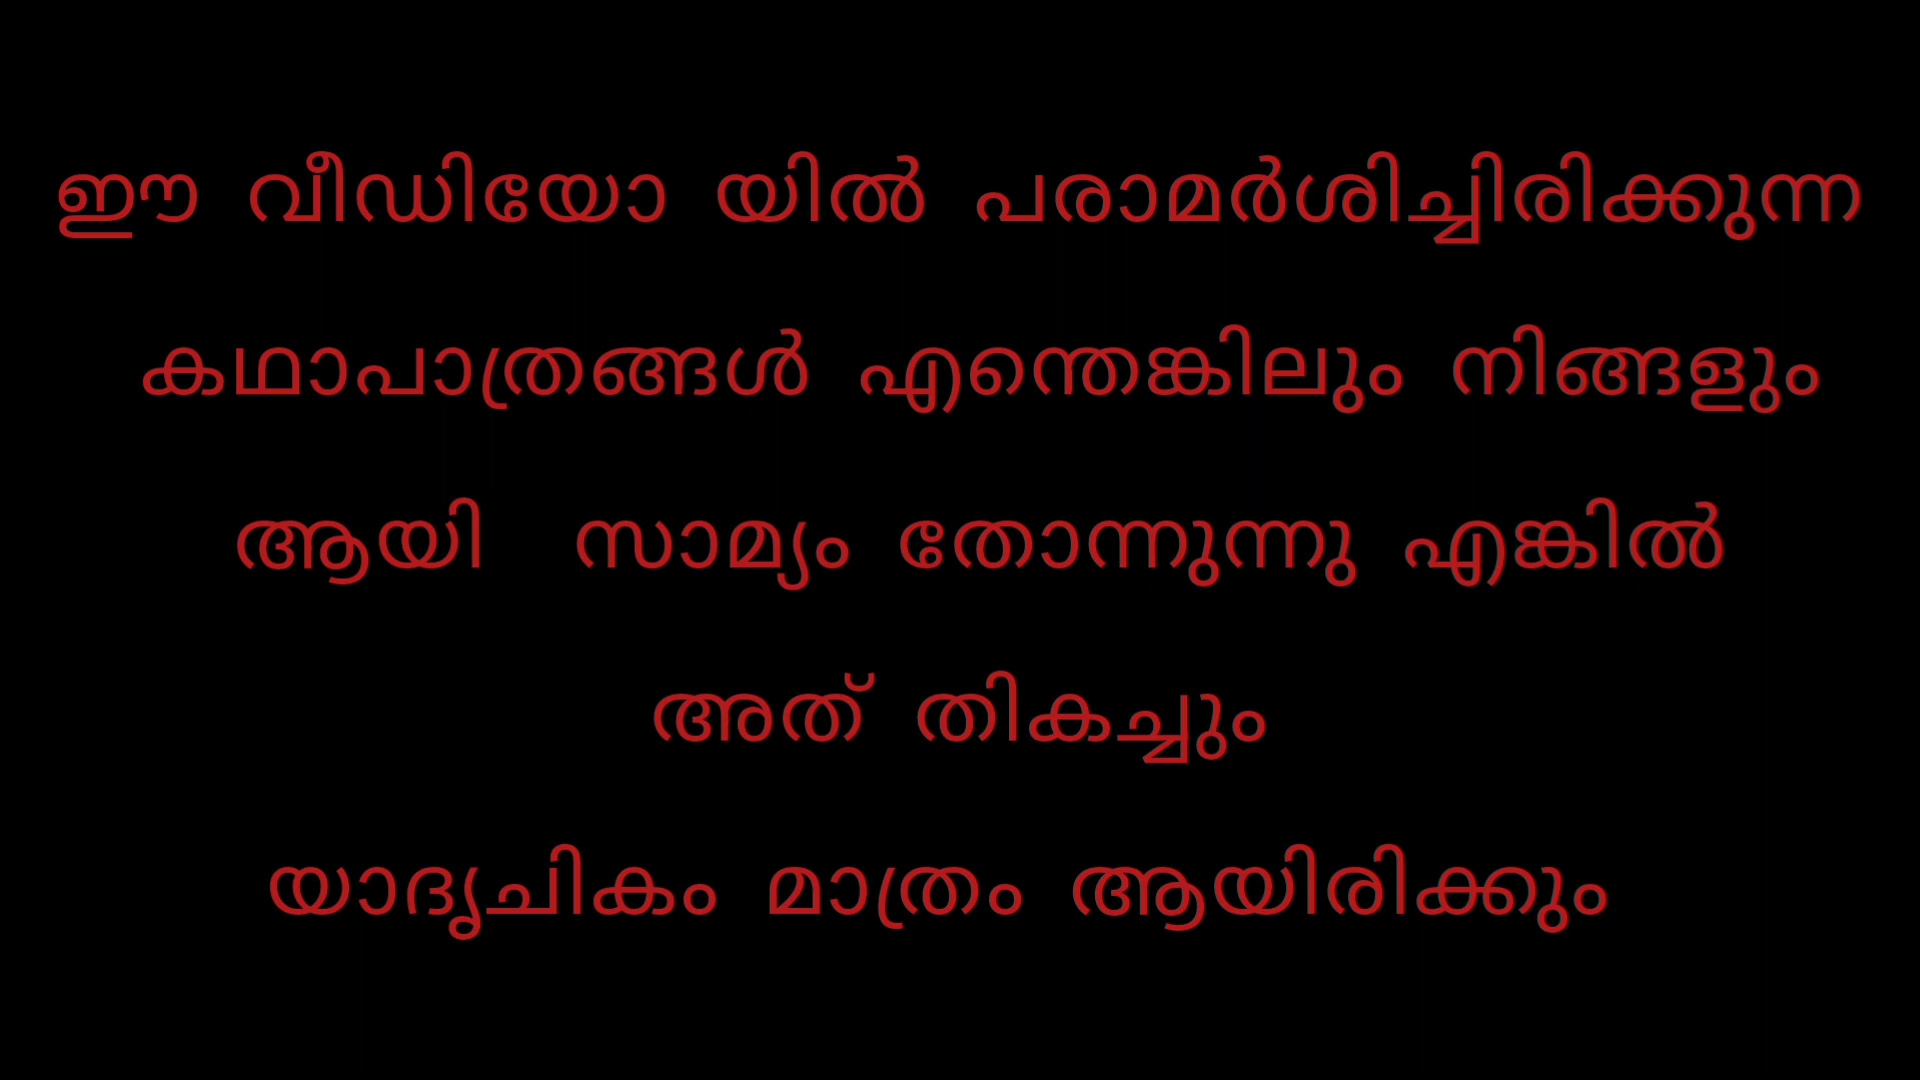 ഈ വീഡിയോ യിൽ പരാമർശിച്ചിരിക്കുന്ന
കഥാപാത്രങ്ങൾ എന്തെങ്കിലും നിങ്ങളും
ആയി സാമ്യം തോന്നുന്നു എങ്കിൽ
അത് തികച്ചും
യാദൃചികം മാത്രം ആയിരിക്കും